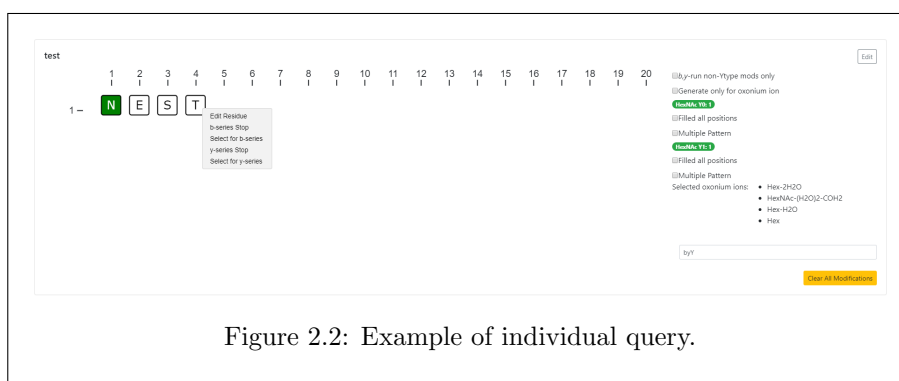 test
Edit
1 2 3 4 5 6 7 8 9 10 11 12 13 14 15 16 17 18 19 20
1 N E S T
Edit Residue
b-series Stop
Select for b-series
y-series Stop
Select for y-series
b,y-run non-Ytype mods only
Generate only for oxonium ion
HexNAc Y0: 1
Filled all positions
Multiple Pattern
HexNAc Y1: 1
Filled all positions
Multiple Pattern
Selected oxonium ions: • Hex-2H2O
• HexNAc-(H2O)2-COH2
• Hex-H2O
• Hex
byY
Clear All Modifications
Figure 2.2: Example of individual query.